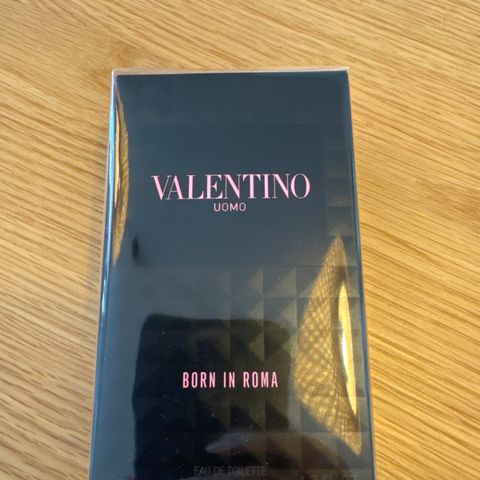 VALENTINO
UOMO
BORN IN ROMA
EAU DE TOILETTE